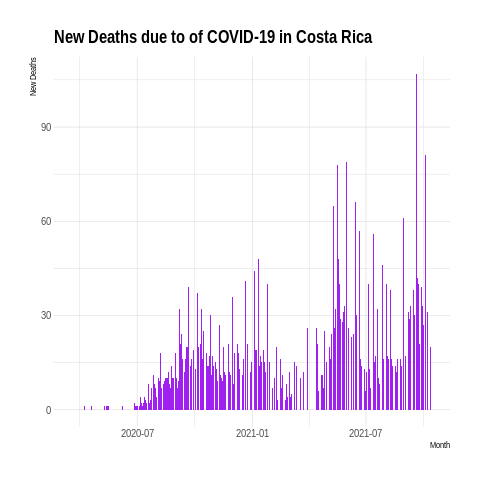 New Deaths due to of COVID-19 in Costa Rica
New Deaths
90
60
30
0
2020-07
2021-01
2021-07
Month